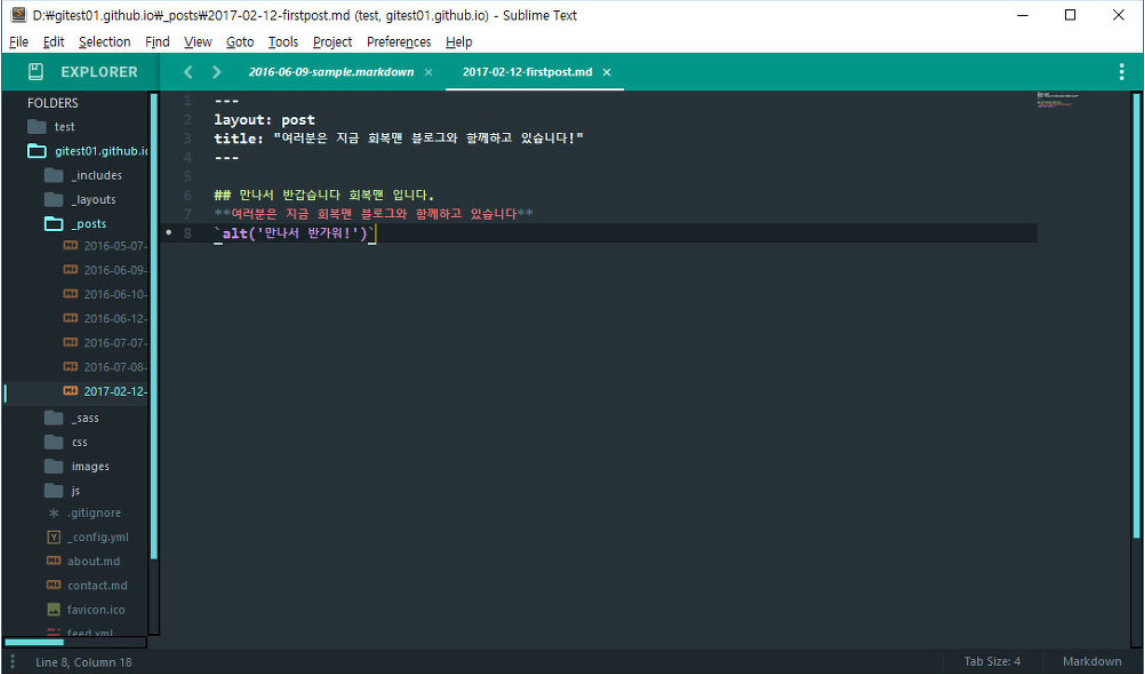 D:₩gitest01.github.io₩_posts₩2017-02-12-firstpost.md (test, gitest01.github.io) - Sublime Text
File Edit Selection Find View Goto Tools Project Preferences Help
EXPLORER
2016-06-09-sample.markdown × 2017-02-12-firstpost.md ×
FOLDERS
test
gitest01.github.io
_includes
_layouts
_posts
2016-05-07-
2016-06-09-
2016-06-10-
2016-06-12-
2016-07-07-
2016-07-08-
2017-02-12-
_sass
css
images
js
.gitignore
_config.yml
about.md
contact.md
favicon.ico
feed.yml
1 ---
2 layout: post
3 title: "여러분은 지금 회복맨 블로그와 함께하고 있습니다!"
4 ---
5
6 ## 만나서 반갑습니다 회복맨 입니다.
7 **여러분은 지금 회복맨 블로그와 함께하고 있습니다**
8 `alt('만나서 반가워!')`
Line 8, Column 18
Tab Size: 4 Markdown